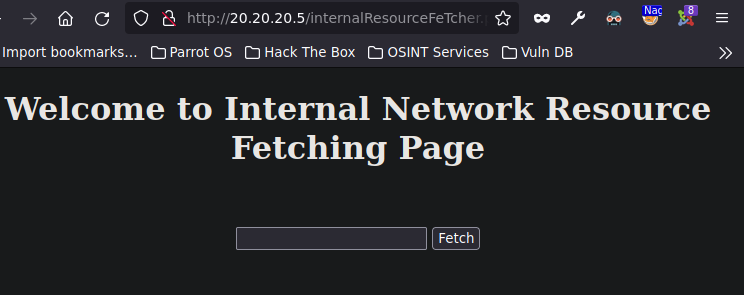 http://20.20.20.5/internalResourceFeTcher.
Nag
8
Import bookmarks... Parrot OS Hack The Box OSINT Services Vuln DB
Welcome to Internal Network Resource
Fetching Page
Fetch